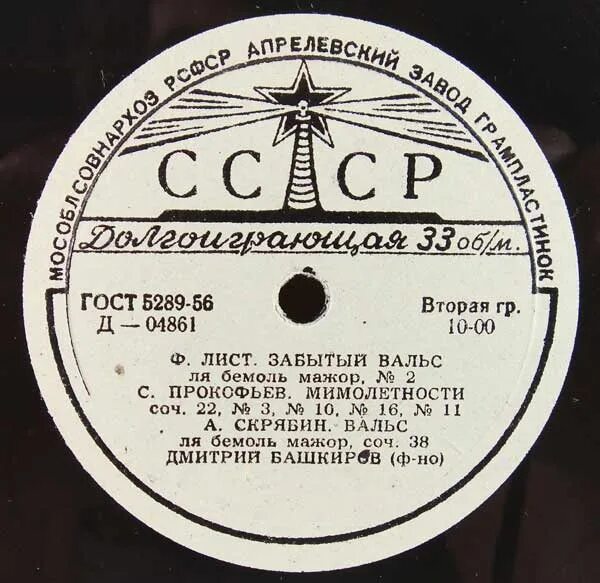 МОСОБЛСОВНАРХОЗ РСФСР АПРЕЛЕВСКИЙ ЗАВОД ГРАМПЛАСТИНОК
СССР
Долгоиграющая 33 об/м.
ГОСТ 5289-56
Д — 04861
Вторая гр.
10-00
Ф. ЛИСТ. ЗАБЫТЫЙ ВАЛЬС
ля бемоль мажор, № 2
С. ПРОКОФЬЕВ. МИМОЛЕТНОСТИ
соч. 22, № 3, № 10, № 16, № 11
А. СКРЯБИН. ВАЛЬС
ля бемоль мажор, соч. 38
ДМИТРИЙ БАШКИРОВ (ф-но)